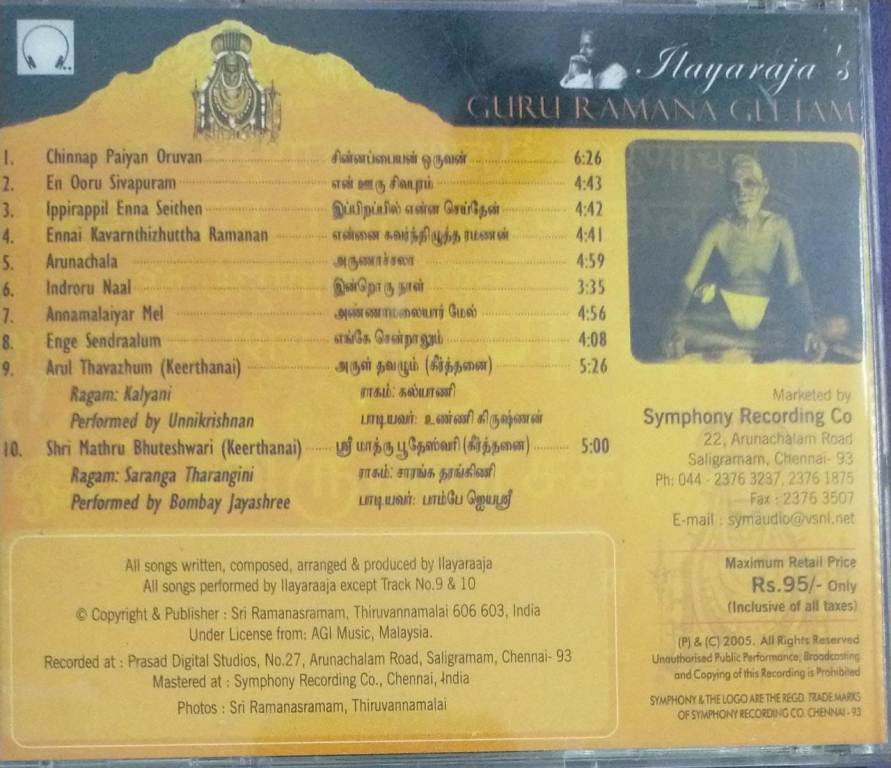 Ilayaraja's
GURU RAMANA GEETAM
1. Chinnap Paiyan Oruvan சின்னப்பையன் ஒருவன் 6:26
2. En Ooru Sivapuram என் ஊரு சிவபுரம் 4:43
3. Ippirappil Enna Seithen இப்பிறப்பில் என்ன செய்தேன் 4:42
4. Ennai Kavarnthizhuttha Ramanan என்னை கவர்ந்திழுத்த ரமணன் 4:41
5. Arunachala அருணாச்சலா 4:59
6. Indroru Naal இன்றொரு நாள் 3:35
7. Annamalaiyar Mel அண்ணாமலையார் மேல் 4:56
8. Enge Sendraalum எங்கே சென்றாலும் 4:08
9. Arul Thavazhum (Keerthanai) அருள் தவழும் (கீர்த்தனை) 5:26
Ragam: Kalyani ராகம்: கல்யாணி
Performed by Unnikrishnan பாடியவர்: உண்ணி கிருஷ்ணன்
10. Shri Mathru Bhuteshwari (Keerthanai) ஸ்ரீ மாத்ரு பூதேஸ்வரி (கீர்த்தனை) 5:00
Ragam: Saranga Tharangini ராகம்: சாரங்க தரங்கிணி
Performed by Bombay Jayashree பாடியவர்: பாம்பே ஜெயஸ்ரீ
All songs written, composed, arranged & produced by Ilayaraaja
All songs performed by Ilayaraaja except Track No.9 & 10
© Copyright & Publisher : Sri Ramanasramam, Thiruvannamalai 606 603, India
Under License from: AGI Music, Malaysia.
Recorded at : Prasad Digital Studios, No.27, Arunachalam Road, Saligramam, Chennai- 93
Mastered at : Symphony Recording Co., Chennai, India
Photos : Sri Ramanasramam, Thiruvannamalai
Marketed by
Symphony Recording Co
22, Arunachalam Road
Saligramam, Chennai- 93
Ph: 044 - 2376 3237, 2376 1875
Fax : 2376 3507
E-mail : symaudio@vsnl.net
Maximum Retail Price
Rs.95/- Only
(Inclusive of all taxes)
(P) & (C) 2005. All Rights Reserved
Unauthorised Public Performance, Broadcasting
and Copying of this Recording is Prohibited
SYMPHONY & THE LOGO ARE THE REGD. TRADE MARKS
OF SYMPHONY RECORDING CO. CHENNAI - 93